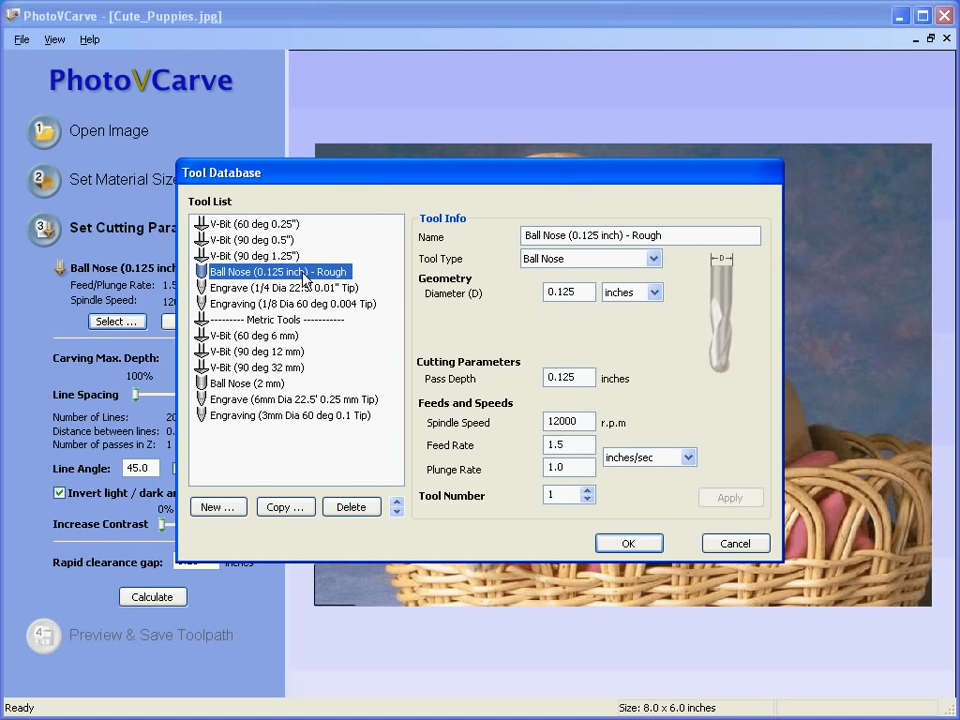 PhotoVCarve - [Cute_Puppies.jpg]
File View Help
PhotoVCarve
1 Open Image
2 Set Material Size
3 Set Cutting Para
Ball Nose (0.125 inch
Feed/Plunge Rate: 1.5
Spindle Speed: 120
Select ...
Carving Max. Depth:
100%
Line Spacing
Number of Lines: 20
Distance between lines: 0.
Number of passes in Z: 1
Line Angle: 45.0
Invert light / dark ar
0%
Increase Contrast
Rapid clearance gap: inches
Calculate
4 Preview & Save Toolpath
Tool Database
Tool List
V-Bit (60 deg 0.25")
V-Bit (90 deg 0.5")
V-Bit (90 deg 1.25")
Ball Nose (0.125 inch) - Rough
Engrave (1/4 Dia 22.5' 0.01" Tip)
Engraving (1/8 Dia 60 deg 0.004 Tip)
--------- Metric Tools -----------
V-Bit (60 deg 6 mm)
V-Bit (90 deg 12 mm)
V-Bit (90 deg 32 mm)
Ball Nose (2 mm)
Engrave (6mm Dia 22.5' 0.25 mm Tip)
Engraving (3mm Dia 60 deg 0.1 Tip)
New ... Copy ... Delete
Tool Info
Name Ball Nose (0.125 inch) - Rough
Tool Type Ball Nose
Geometry
Diameter (D) 0.125 inches
D
Cutting Parameters
Pass Depth 0.125 inches
Feeds and Speeds
Spindle Speed 12000 r.p.m
Feed Rate 1.5
inches/sec
Plunge Rate 1.0
Tool Number 1
Apply
OK Cancel
Ready Size: 8.0 x 6.0 inches